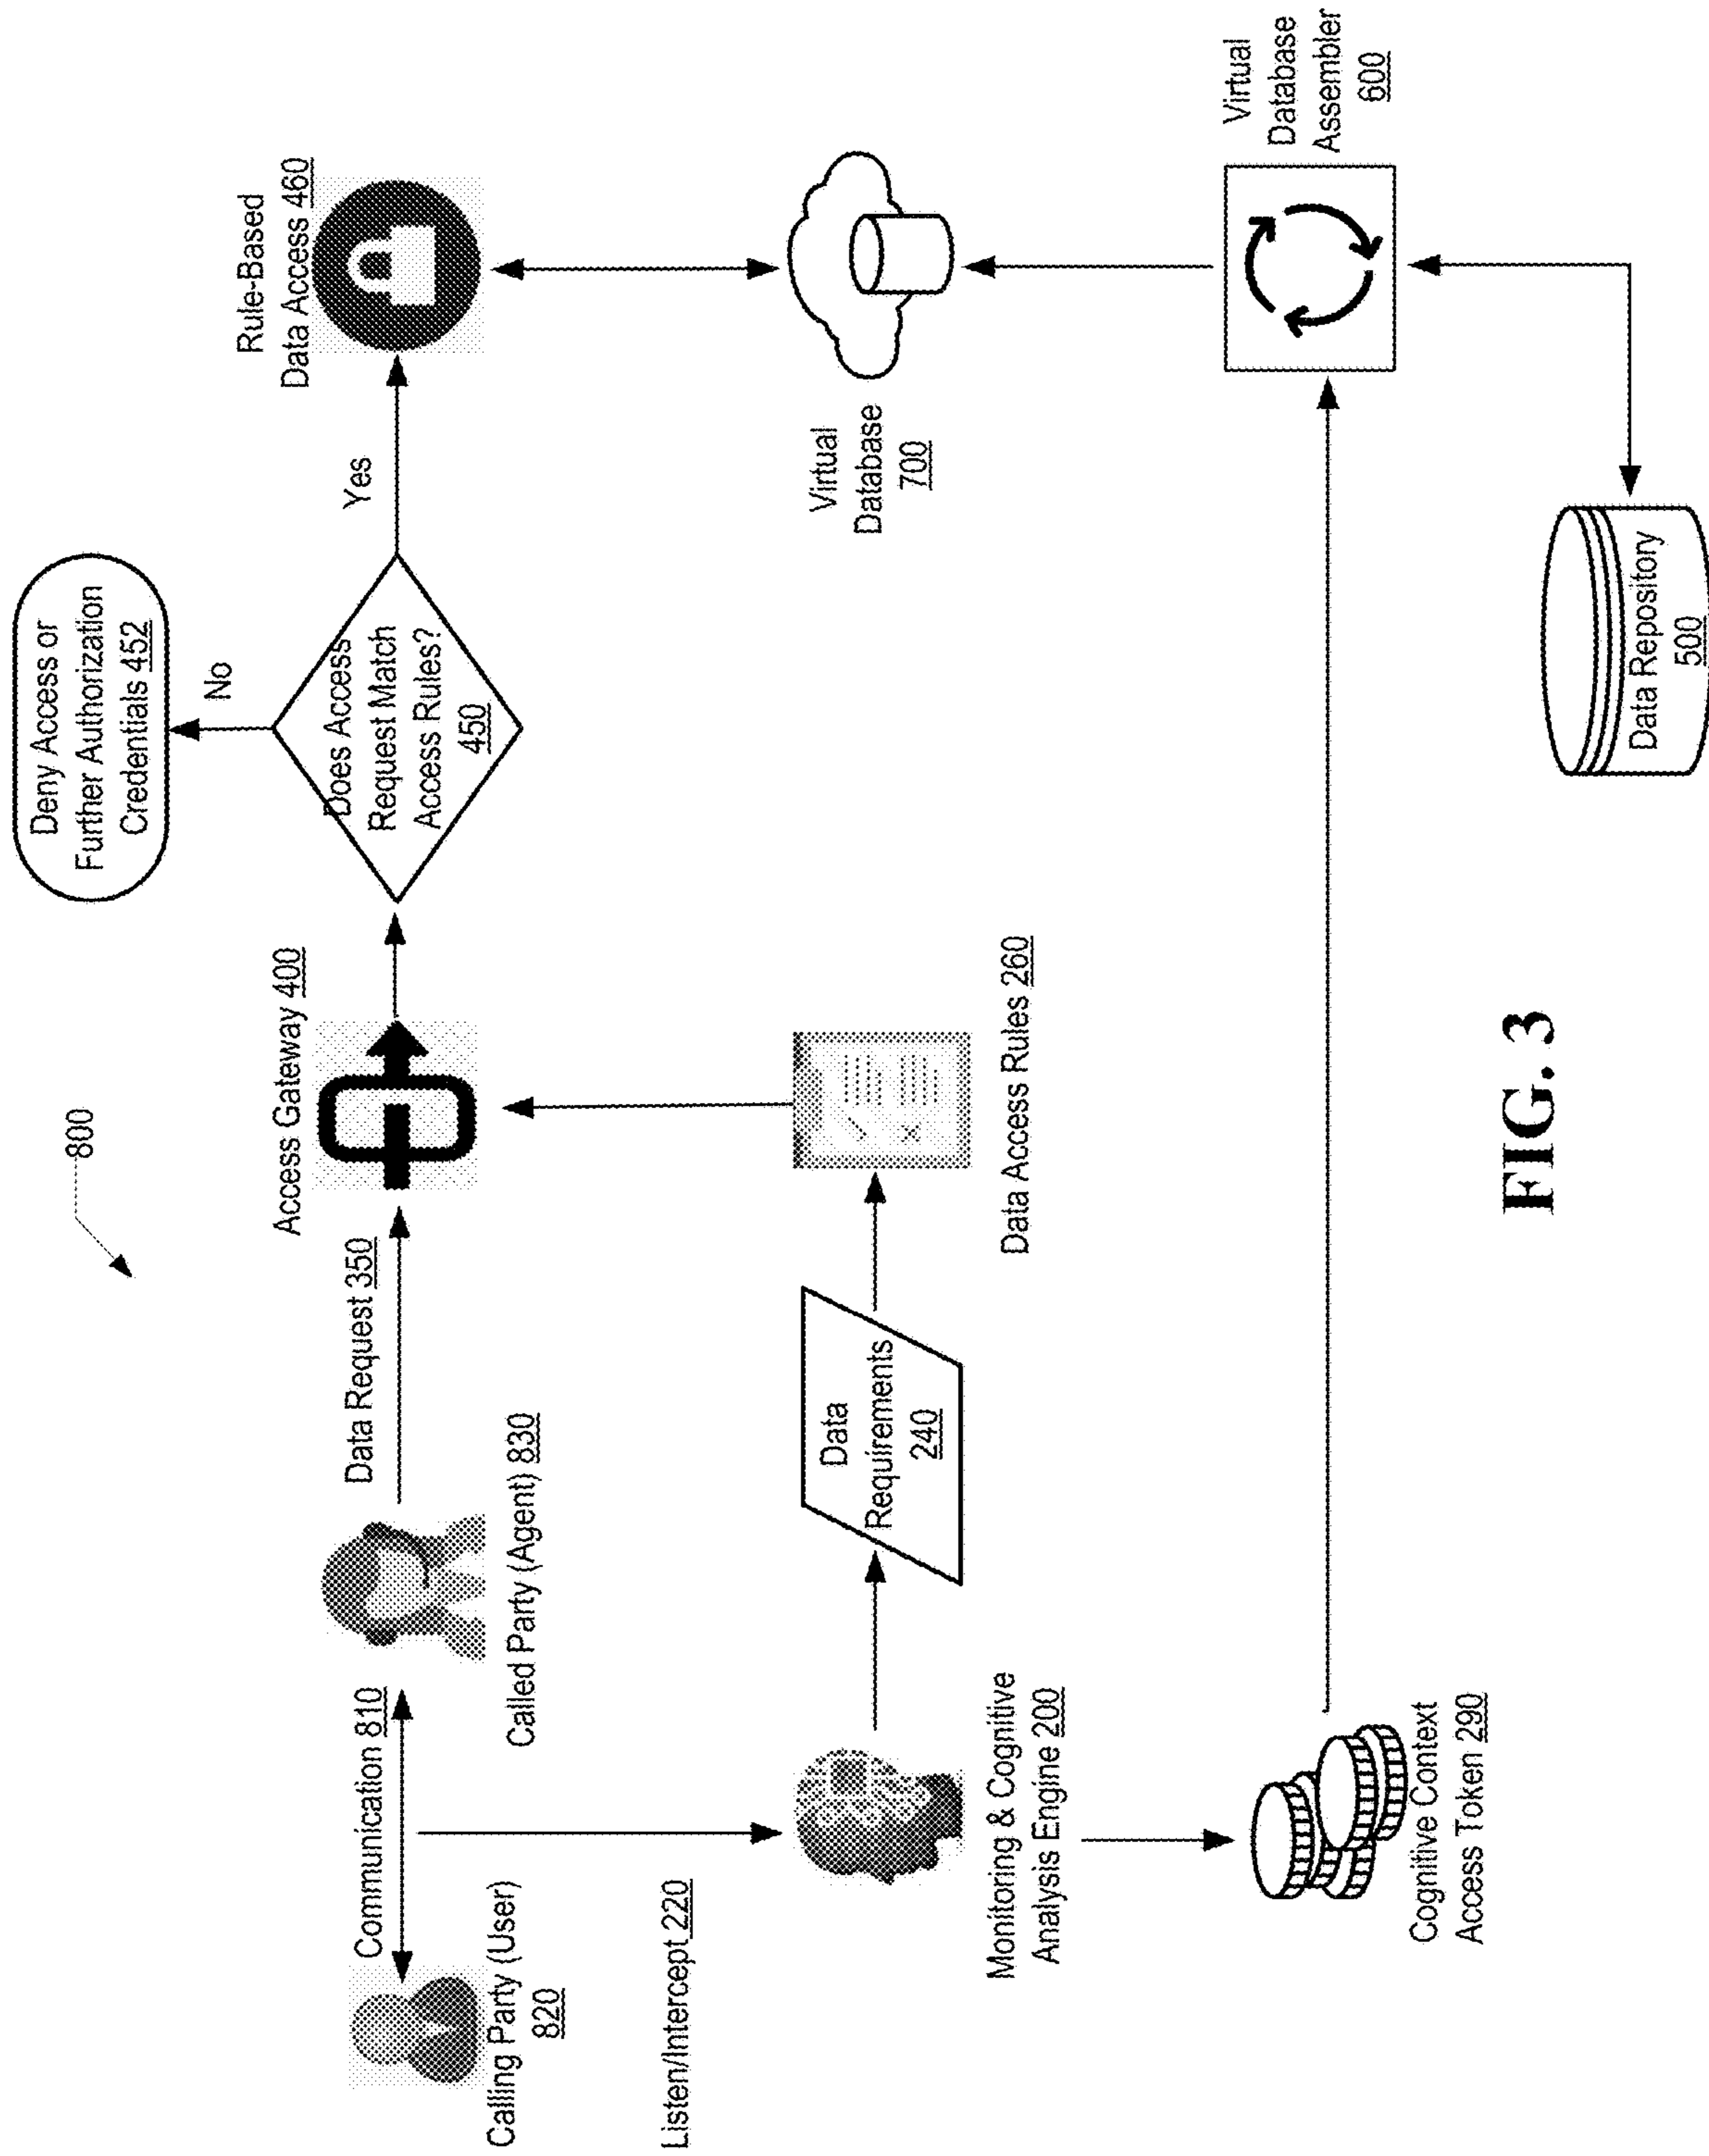 800
Deny Access or
Further Authorization
Credentials 452
No
Calling Party (User)
820
Communication 810
Called Party (Agent) 830
Data Request 350
Access Gateway 400
Does Access
Request Match
Access Rules?
450
Yes
Rule-Based
Data Access 460
Listen/Intercept 220
Monitoring & Cognitive
Analysis Engine 200
Data
Requirements
240
Data Access Rules 260
Virtual
Database
700
Cognitive Context
Access Token 290
Virtual
Database
Assembler
600
Data Repository
500
FIG. 3